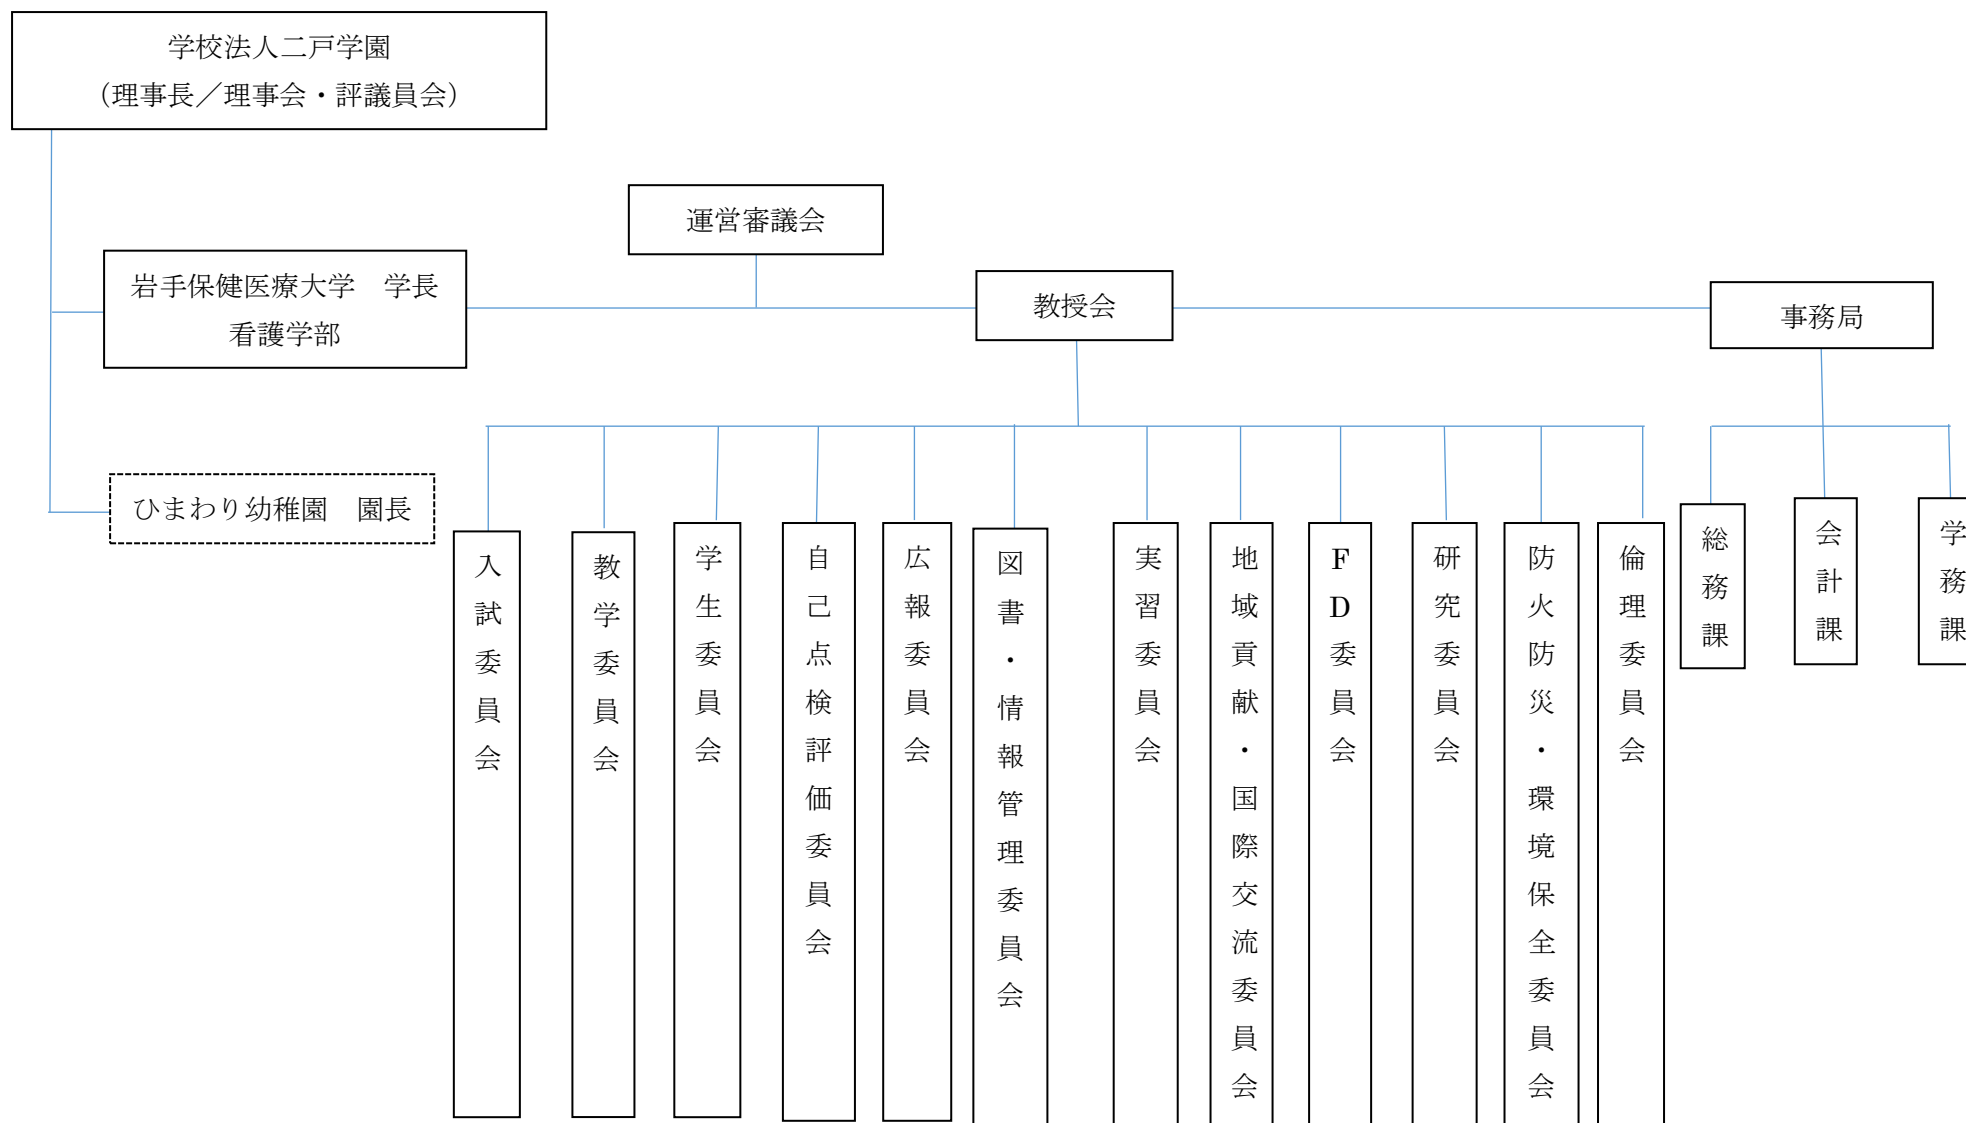 学校法人二戸学園
（理事長／理事会・評議員会）
運営審議会
岩手保健医療大学　学長
看護学部
教授会
事務局
ひまわり幼稚園　園長
入試委員会
教学委員会
学生委員会
自己点検評価委員会
広報委員会
図書・情報管理委員会
実習委員会
地域貢献・国際交流委員会
FD委員会
研究委員会
防火防災・環境保全委員会
倫理委員会
総務課
会計課
学務課